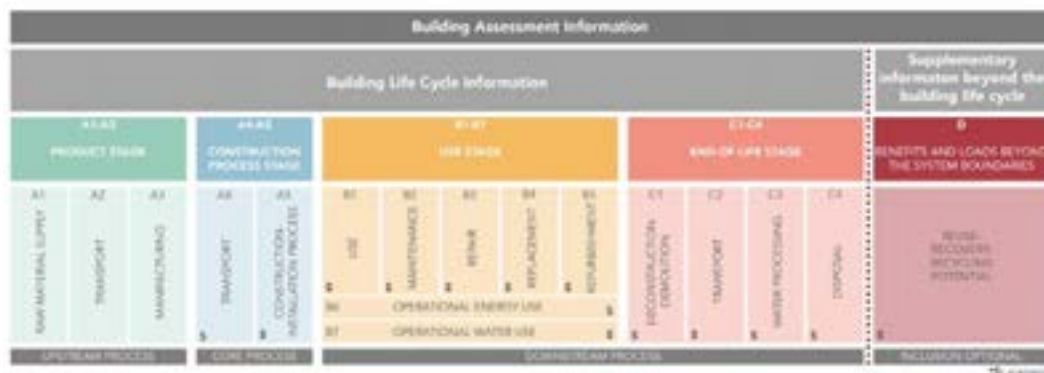 Building Assessment Information
Building Life Cycle Information
Supplementary
informaton beyond the
building life cycle
A1-A3
PRODUCT STAGE
A4-A5
CONSTRUCTION
PROCESS STAGE
B1-B7
USE STAGE
C1-C4
END OF LIFE STAGE
D
BENEFITS AND LOADS BEYOND
THE SYSTEM BOUNDARIES
A1
RAW MATERIAL SUPPLY
A2
TRANSPORT
A3
MANUFACTURING
A4
TRANSPORT
A5
CONSTRUCTION-
INSTALLATION PROCESS
B1
USE
B2
MAINTENANCE
B3
REPAIR
B4
REPLACEMENT
B5
REFURBISHMENT
B6 OPERATIONAL ENERGY USE
B7 OPERATIONAL WATER USE
C1
DECONSTRUCTION
DEMOLITION
C2
TRANSPORT
C3
WATER PROCESSING
C4
DISPOSAL
REUSE-
RECOVERY
RECYCLING
POTENTIAL
UPSTREAM PROCESS
CORE PROCESS
DOWNSTREAM PROCESS
INCLUSION OPTIONAL